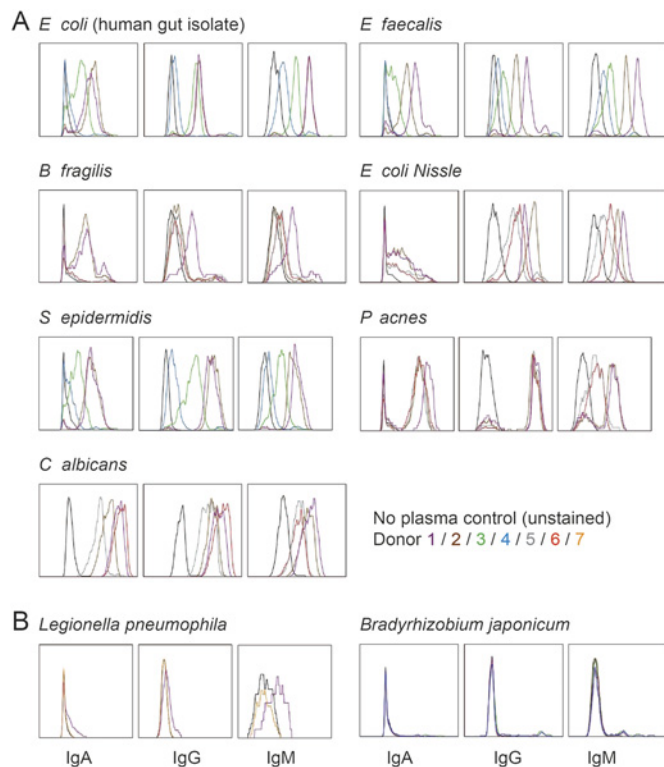 A
E coli (human gut isolate)
E faecalis
B fragilis
E coli Nissle
S epidermidis
P acnes
C albicans
No plasma control (unstained)
Donor 1 / 2 / 3 / 4 / 5 / 6 / 7
B
Legionella pneumophila
Bradyrhizobium japonicum
IgA IgG IgM IgA IgG IgM